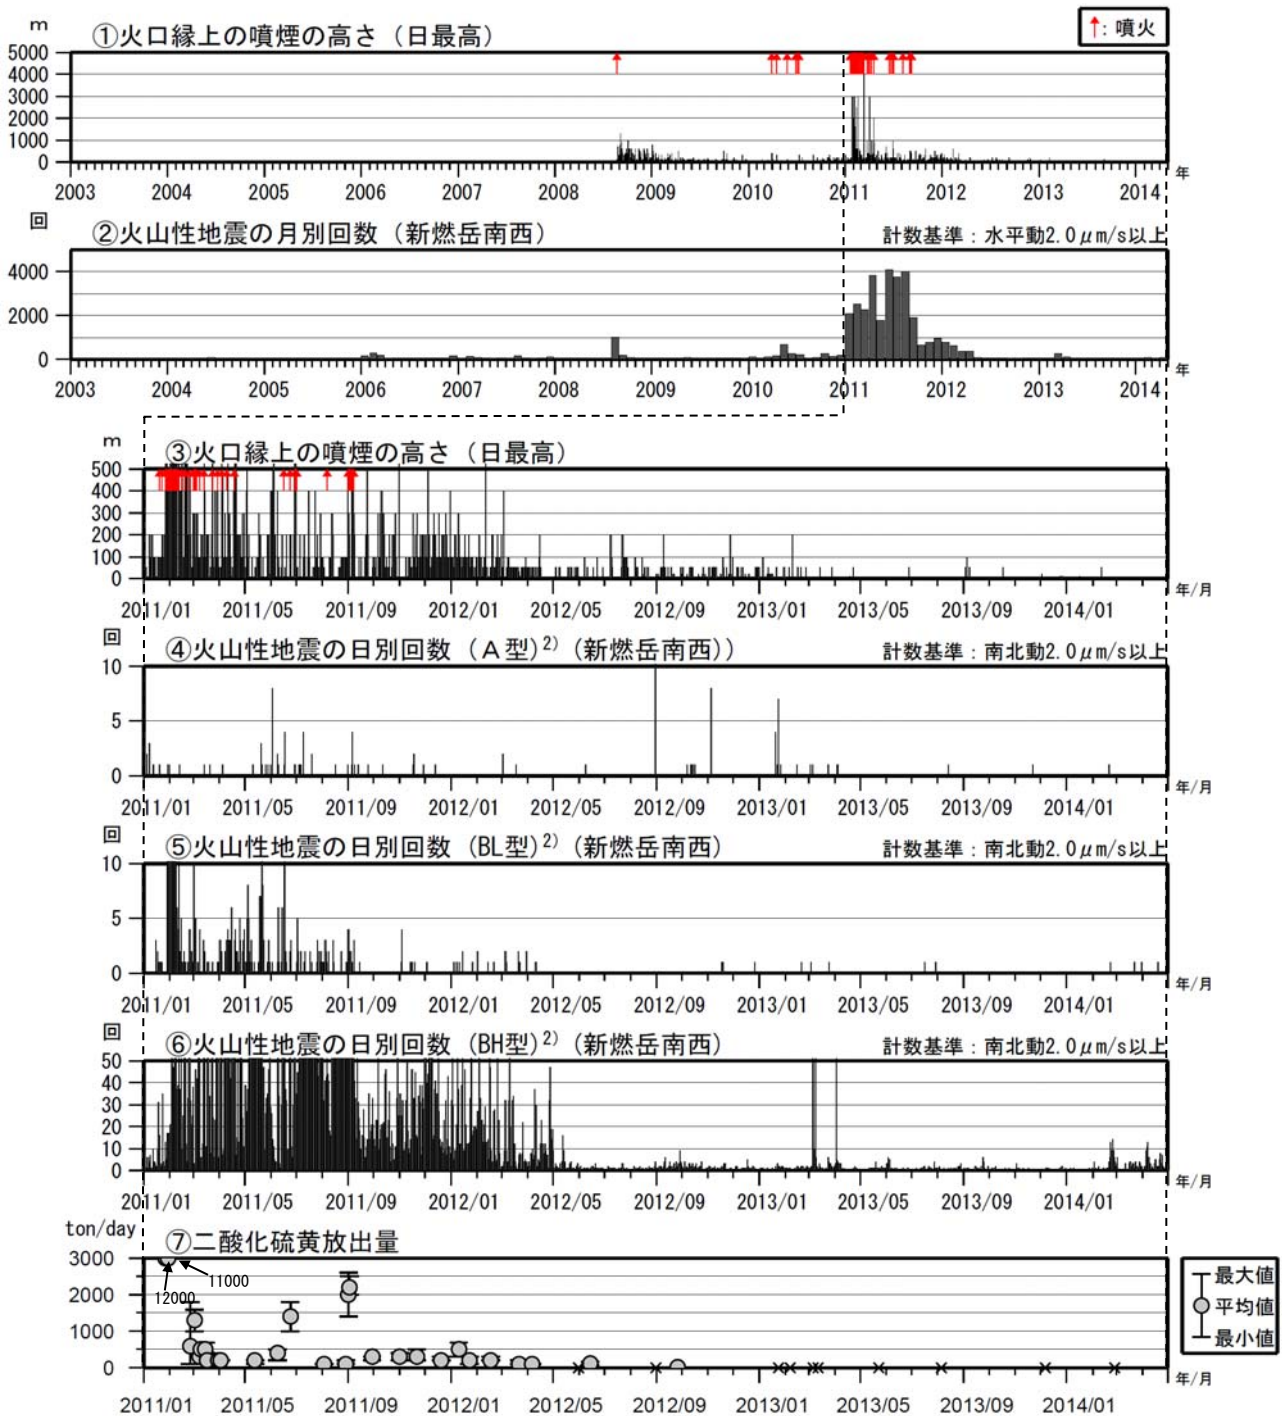 m
①火口縁上の噴煙の高さ（日最高）
↑: 噴火
5000
4000
3000
2000
1000
0
2003 2004 2005 2006 2007 2008 2009 2010 2011 2012 2013 2014 年
回
②火山性地震の月別回数（新燃岳南西）
計数基準：水平動2.0μm/s以上
4000
2000
0
2003 2004 2005 2006 2007 2008 2009 2010 2011 2012 2013 2014 年
m
③火口縁上の噴煙の高さ（日最高）
500
400
300
200
100
0
2011/01 2011/05 2011/09 2012/01 2012/05 2012/09 2013/01 2013/05 2013/09 2014/01 年/月
回
④火山性地震の日別回数（A型)2)（新燃岳南西））
計数基準：南北動2.0μm/s以上
10
5
0
2011/01 2011/05 2011/09 2012/01 2012/05 2012/09 2013/01 2013/05 2013/09 2014/01 年/月
回
⑤火山性地震の日別回数（BL型)2)（新燃岳南西）
計数基準：南北動2.0μm/s以上
10
5
0
2011/01 2011/05 2011/09 2012/01 2012/05 2012/09 2013/01 2013/05 2013/09 2014/01 年/月
回
⑥火山性地震の日別回数（BH型)2)（新燃岳南西）
計数基準：南北動2.0μm/s以上
50
40
30
20
10
0
2011/01 2011/05 2011/09 2012/01 2012/05 2012/09 2013/01 2013/05 2013/09 2014/01 年/月
ton/day
⑦二酸化硫黄放出量
3000
2000
1000
0
12000
11000
最大値
平均値
最小値
2011/01 2011/05 2011/09 2012/01 2012/05 2012/09 2013/01 2013/05 2013/09 2014/01 年/月